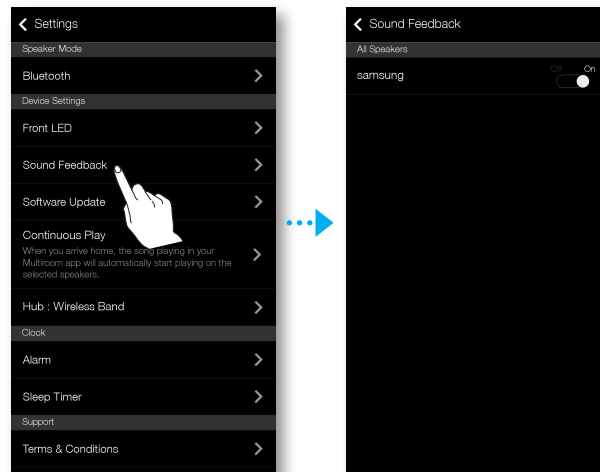 Settings
Speaker Mode
Bluetooth
Device Settings
Front LED
Sound Feedback
Software Update
Continuous Play
When you arrive home, the song playing in your
Multiroom app will automatically start playing on the
selected speakers.
Hub : Wireless Band
Clock
Alarm
Sleep Timer
Support
Terms & Conditions
Sound Feedback
All Speakers
samsung
Off On